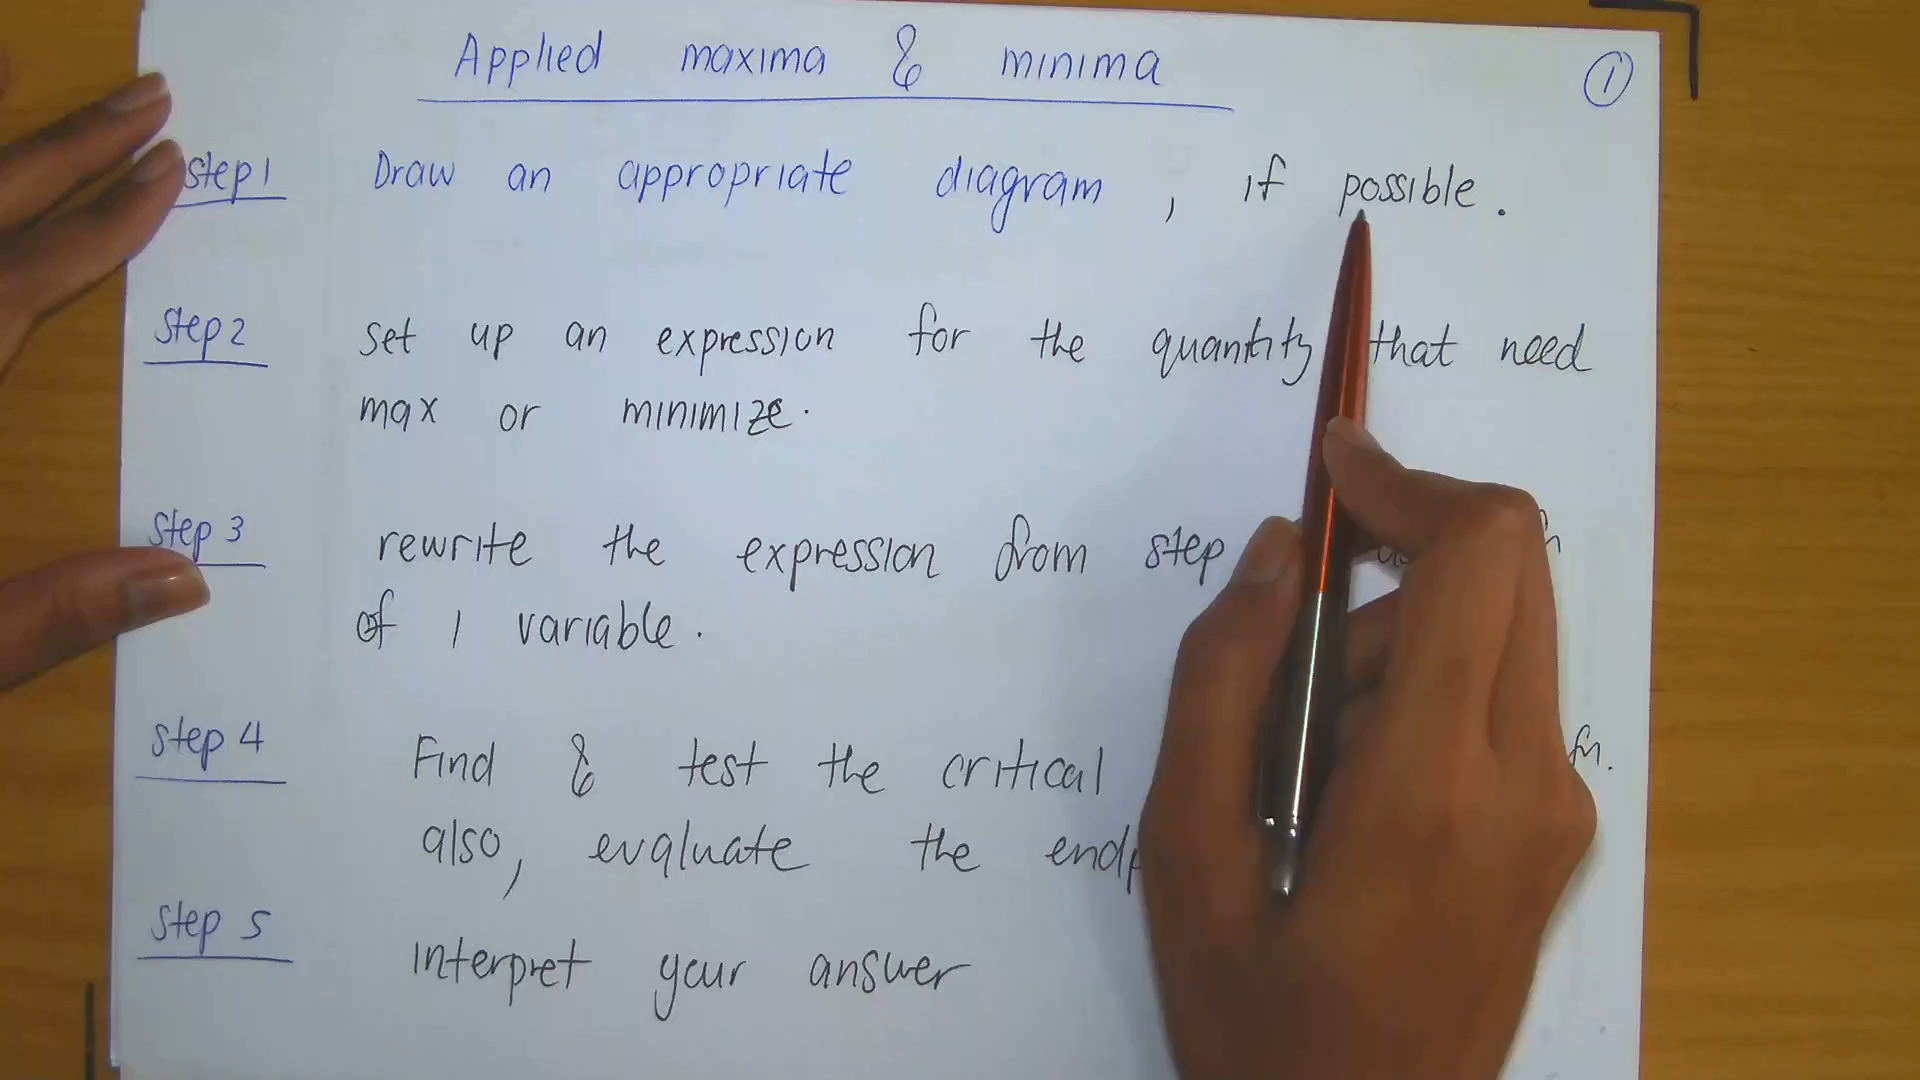 Applied maxima & minima
①
Step 1 Draw an appropriate diagram, if possible.
Step 2 set up an expression for the quantity that need
max or minimize.
Step 3 rewrite the expression from step
of 1 variable.
Step 4 Find & test the critical fn.
also, evaluate the
Step 5 interpret your answer